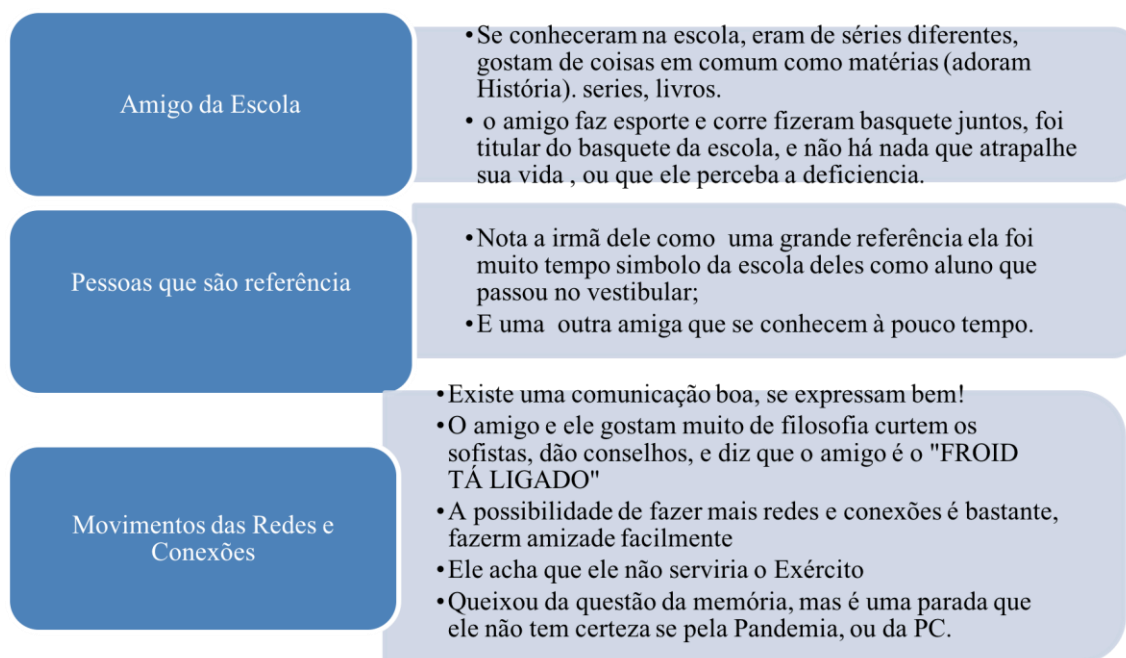 Amigo da Escola
•Se conheceram na escola, eram de séries diferentes,
gostam de coisas em comum como matérias (adoram
História). series, livros.
• o amigo faz esporte e corre fizeram basquete juntos, foi
titular do basquete da escola, e não há nada que atrapalhe
sua vida , ou que ele perceba a deficiencia.
Pessoas que são referência
•Nota a irmã dele como uma grande referência ela foi
muito tempo simbolo da escola deles como aluno que
passou no vestibular;
•E uma outra amiga que se conhecem à pouco tempo.
Movimentos das Redes e
Conexões
•Existe uma comunicação boa, se expressam bem!
•O amigo e ele gostam muito de filosofia curtem os
sofistas, dão conselhos, e diz que o amigo é o "FROID
TÁ LIGADO"
•A possibilidade de fazer mais redes e conexões é bastante,
fazerm amizade facilmente
•Ele acha que ele não serviria o Exército
•Queixou da questão da memória, mas é uma parada que
ele não tem certeza se pela Pandemia, ou da PC.